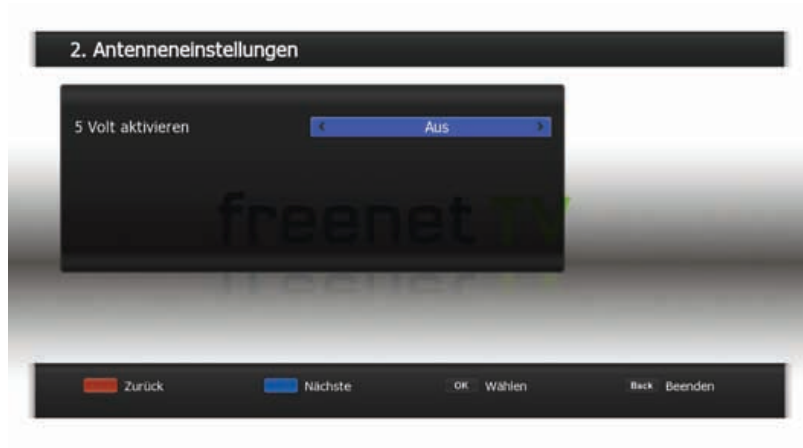 2. Antenneneinstellungen
5 Volt aktivieren
Aus
freenet TV
Zurück
Nächste
OK Wählen
Back Beenden